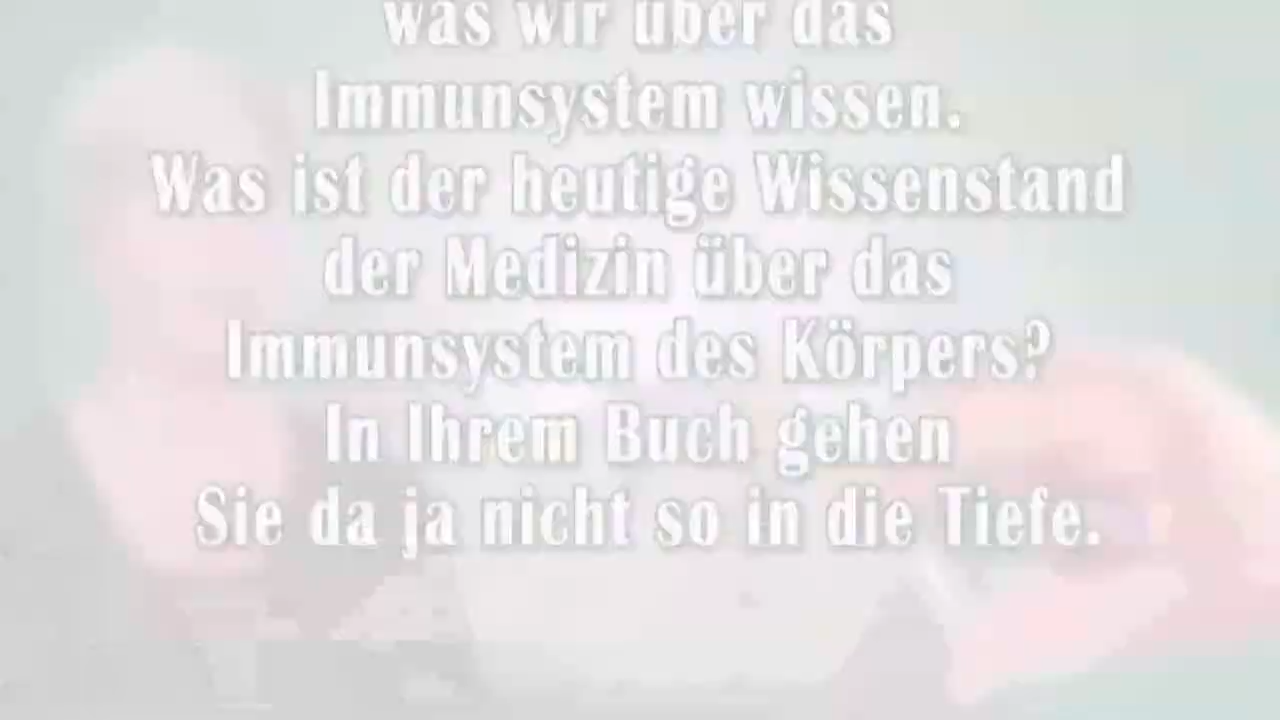 was wir über das
Immunsystem wissen.
Was ist der heutige Wissenstand
der Medizin über das
Immunsystem des Körpers?
In Ihrem Buch gehen
Sie da ja nicht so in die Tiefe.